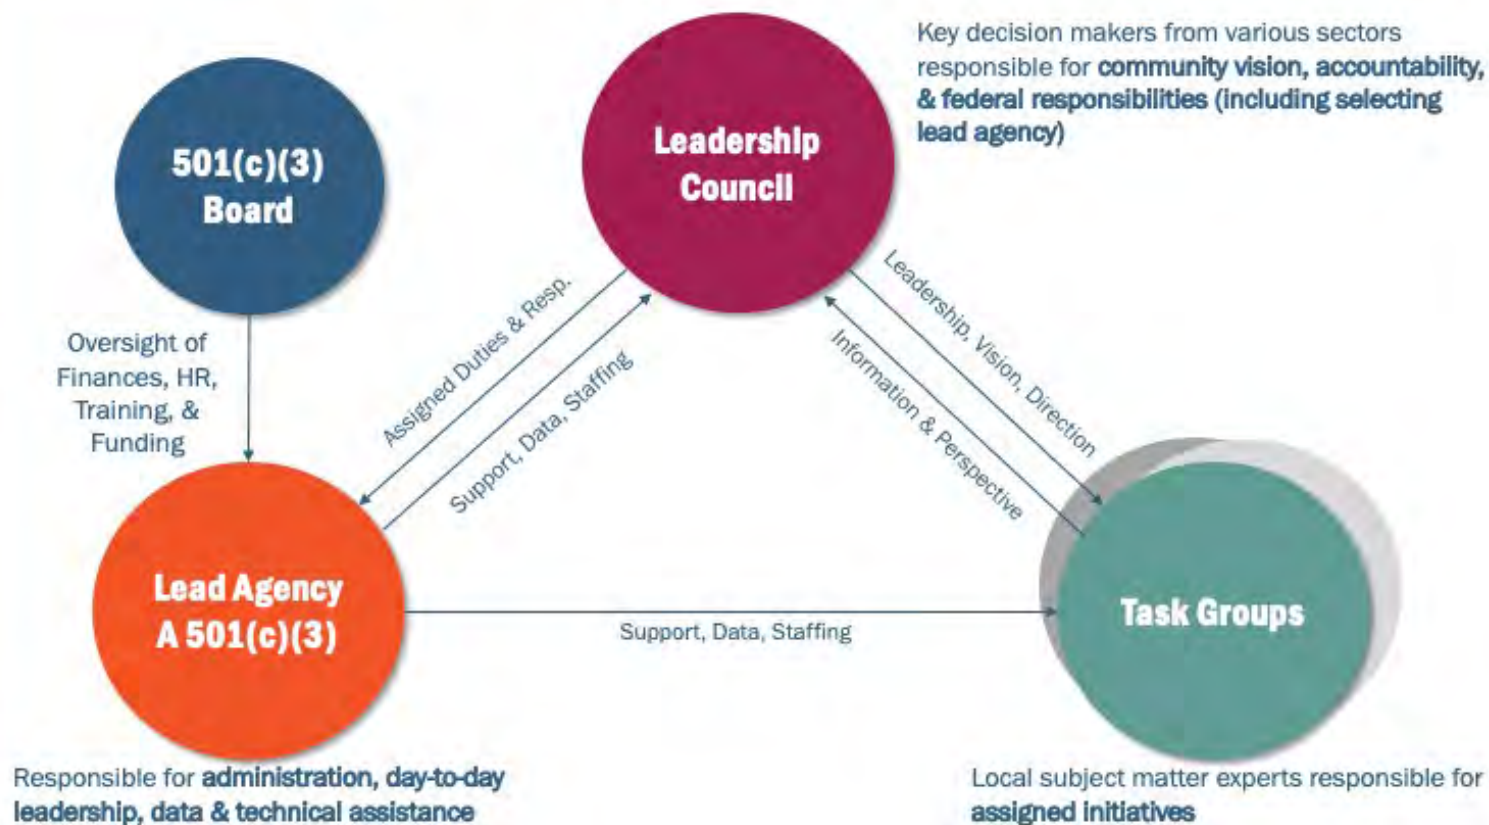 Key decision makers from various sectors
responsible for community vision, accountability,
& federal responsibilities (including selecting
lead agency)
501(c)(3)
Board
Leadership
Council
Oversight of
Finances, HR,
Training, &
Funding
Assigned Duties & Resp.
Support, Data, Staffing
Leadership, Vision, Direction
Information & Perspective
Lead Agency
A 501(c)(3)
Support, Data, Staffing
Task Groups
Responsible for administration, day-to-day
leadership, data & technical assistance
Local subject matter experts responsible for
assigned initiatives